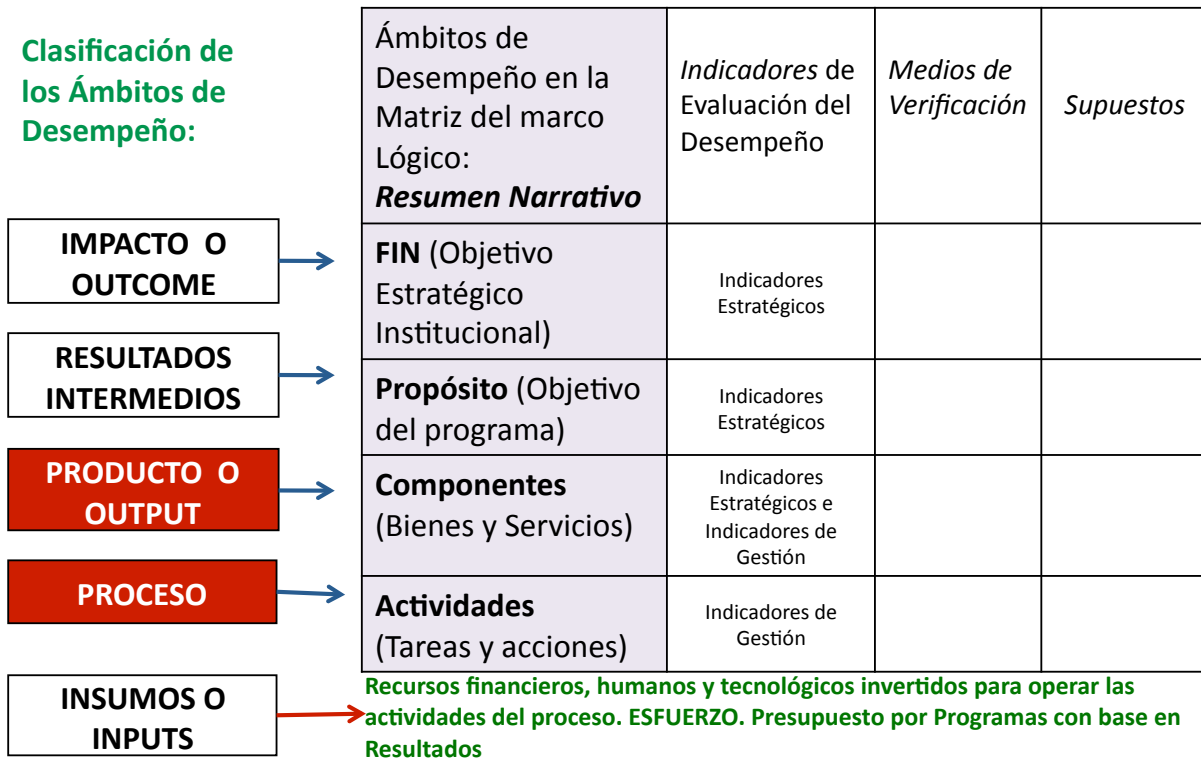 Clasificación de
los Ámbitos de
Desempeño:
Ámbitos de
Desempeño en la
Matriz del marco
Lógico:
Resumen Narrativo
Indicadores de
Evaluación del
Desempeño
Medios de
Verificación
Supuestos
IMPACTO O
OUTCOME
FIN (Objetivo
Estratégico
Institucional)
Indicadores
Estratégicos
RESULTADOS
INTERMEDIOS
Propósito (Objetivo
del programa)
Indicadores
Estratégicos
PRODUCTO O
OUTPUT
Componentes
(Bienes y Servicios)
Indicadores
Estratégicos e
Indicadores de
Gestión
PROCESO
Actividades
(Tareas y acciones)
Indicadores de
Gestión
INSUMOS O
INPUTS
Recursos financieros, humanos y tecnológicos invertidos para operar las
actividades del proceso. ESFUERZO. Presupuesto por Programas con base en
Resultados